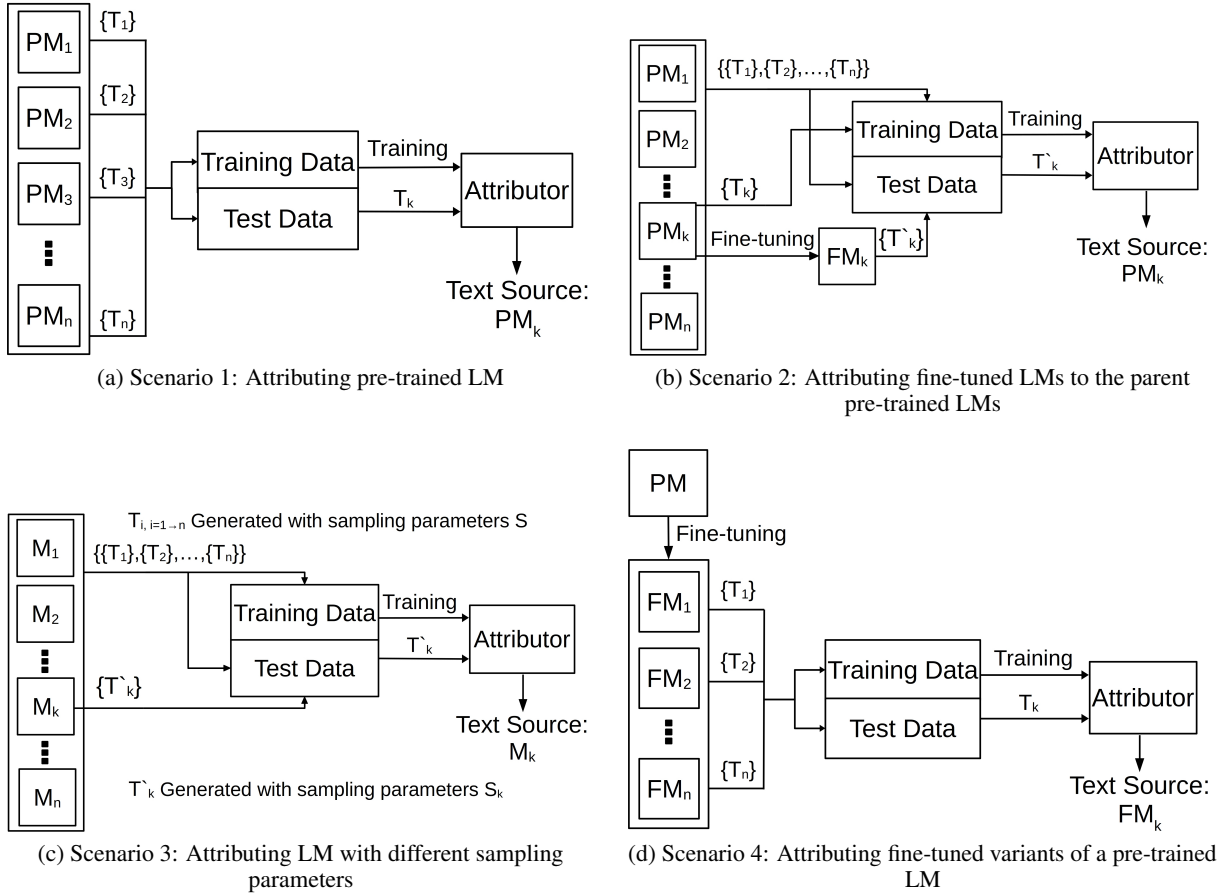 PM1
{T1}
PM2
{T2}
PM3
{T3}
PMn
{Tn}
Training Data
Test Data
Training
Tk
Attributor
Text Source:
PMk
(a) Scenario 1: Attributing pre-trained LM
PM1
{{T1},{T2},...,{Tn}}
PM2
{Tk}
PMk
Fine-tuning
FMk
{T`k}
PMn
Training Data
Test Data
Training
T`k
Attributor
Text Source:
PMk
(b) Scenario 2: Attributing fine-tuned LMs to the parent
pre-trained LMs
Ti, i=1→n Generated with sampling parameters S
M1
{{T1},{T2},...,{Tn}}
M2
{T`k}
Mk
Mn
Training Data
Test Data
Training
T`k
Attributor
Text Source:
Mk
T`k Generated with sampling parameters Sk
(c) Scenario 3: Attributing LM with different sampling
parameters
PM
Fine-tuning
FM1
{T1}
FM2
{T2}
FMn
{Tn}
Training Data
Test Data
Training
Tk
Attributor
Text Source:
FMk
(d) Scenario 4: Attributing fine-tuned variants of a pre-trained
LM